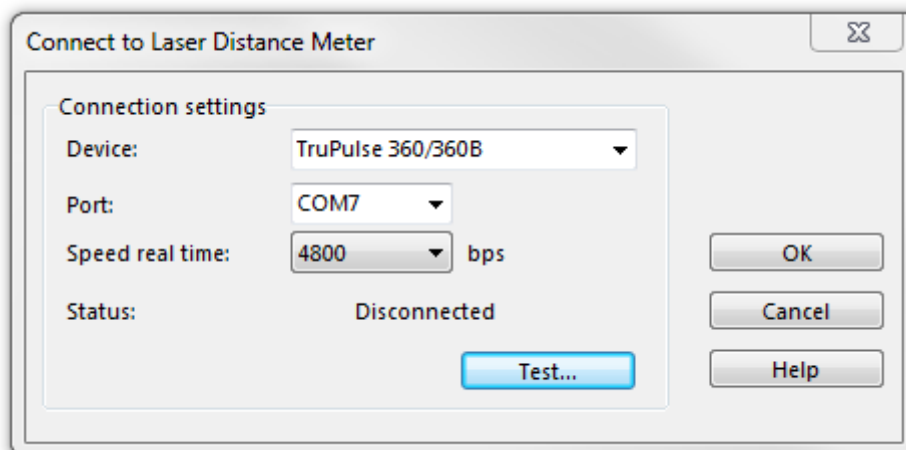 Connect to Laser Distance Meter
Connection settings
Device: TruPulse 360/360B
Port: COM7
Speed real time: 4800 bps
OK
Status: Disconnected
Cancel
Test...
Help